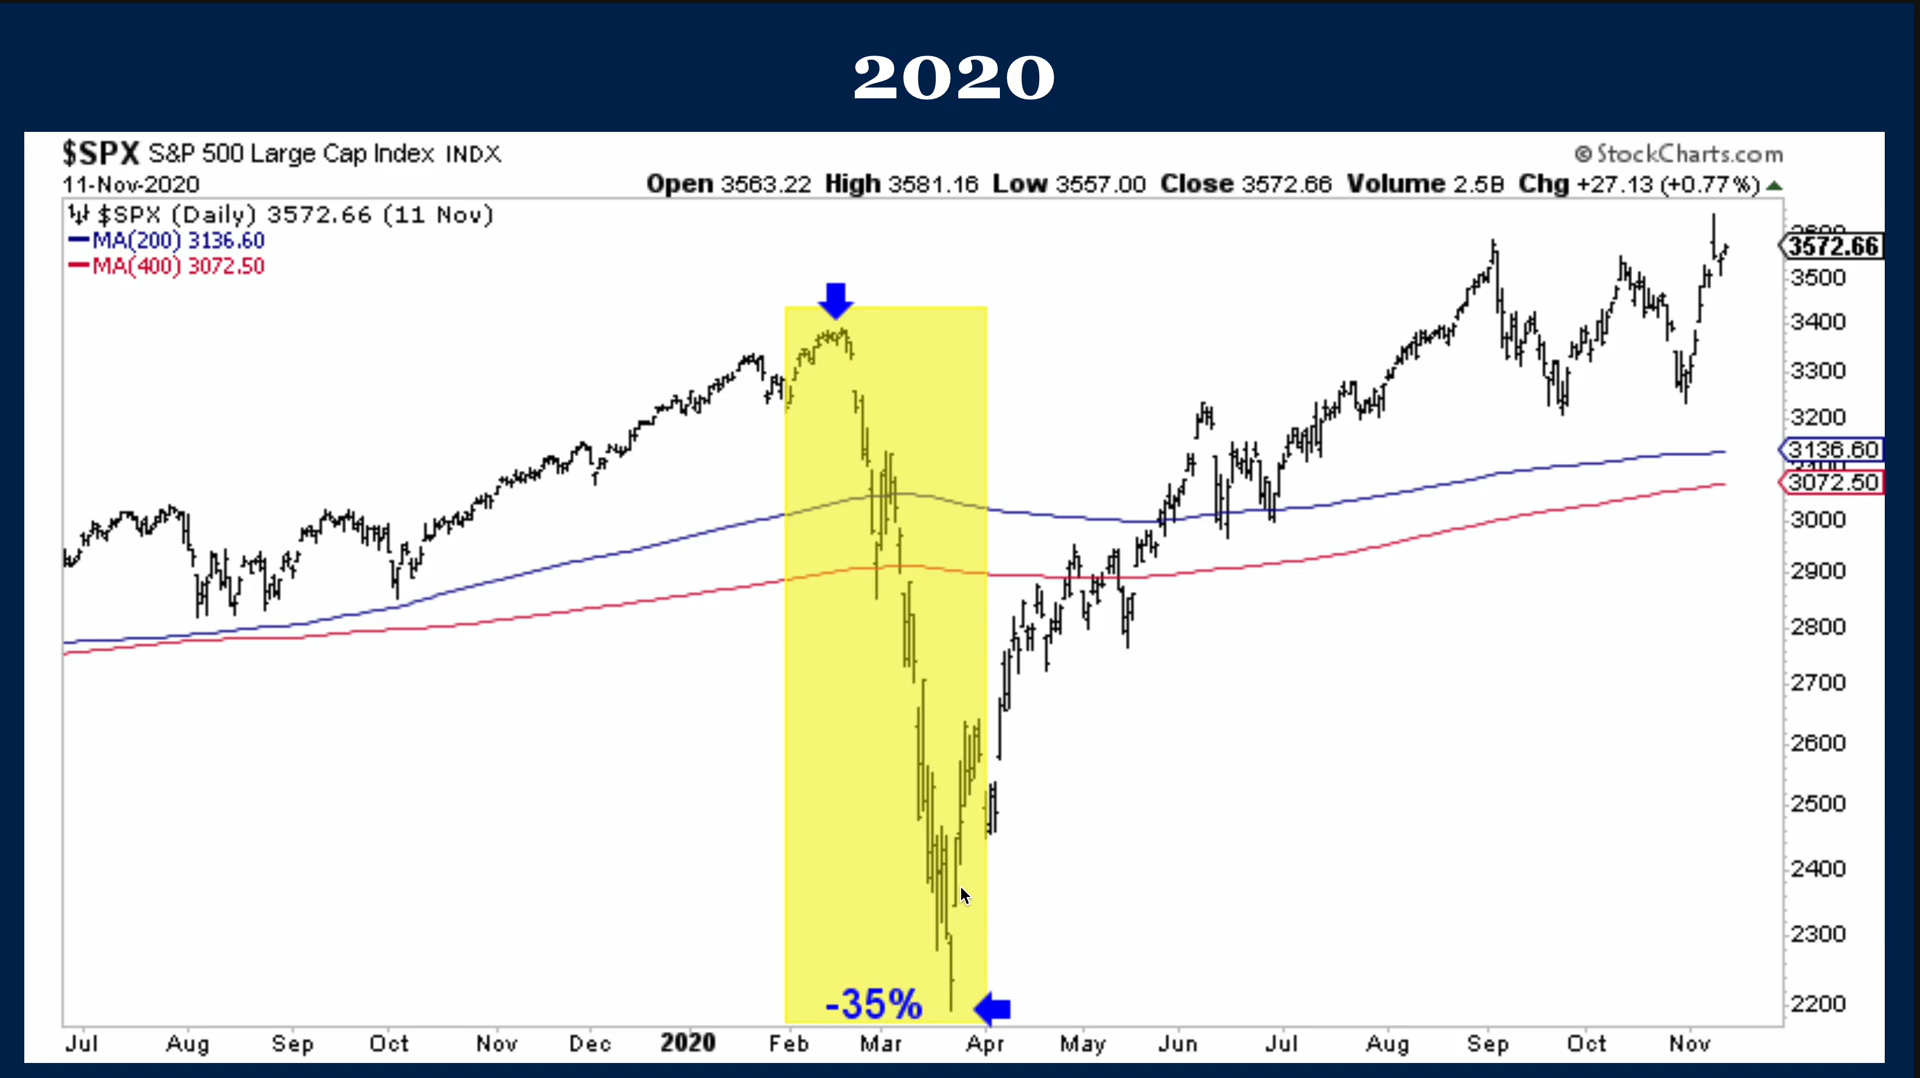 2020
$SPX S&P 500 Large Cap Index INDX
© StockCharts.com
11-Nov-2020
Open 3563.22 High 3581.16 Low 3557.00 Close 3572.66 Volume 2.5B Chg +27.13 (+0.77%)
$SPX (Daily) 3572.66 (11 Nov)
MA(200) 3136.60
MA(400) 3072.50
3600
3572.66
3500
3400
3300
3200
3136.60
3100
3072.50
3000
2900
2800
2700
2600
2500
2400
2300
2200
-35%
Jul Aug Sep Oct Nov Dec 2020 Feb Mar Apr May Jun Jul Aug Sep Oct Nov